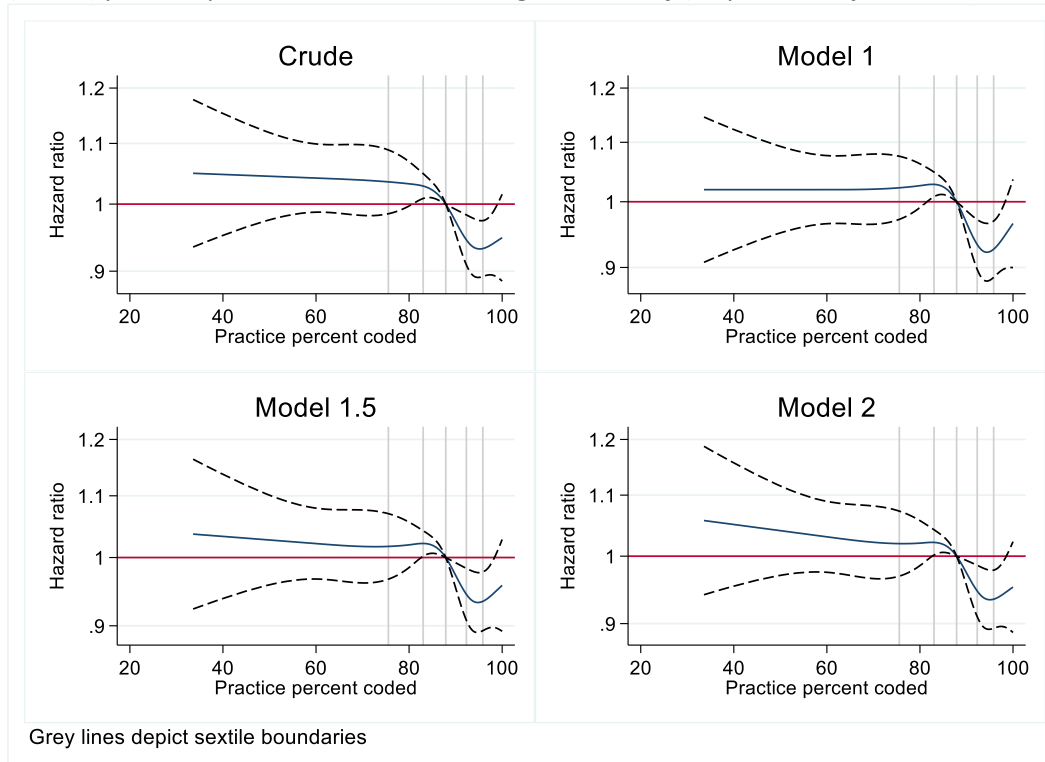 Crude
1.2
1.1
1
.9
Hazard ratio
20 40 60 80 100
Practice percent coded
Model 1
1.2
1.1
1
.9
Hazard ratio
20 40 60 80 100
Practice percent coded
Model 1.5
1.2
1.1
1
.9
Hazard ratio
20 40 60 80 100
Practice percent coded
Model 2
1.2
1.1
1
.9
Hazard ratio
20 40 60 80 100
Practice percent coded
Grey lines depict sextile boundaries